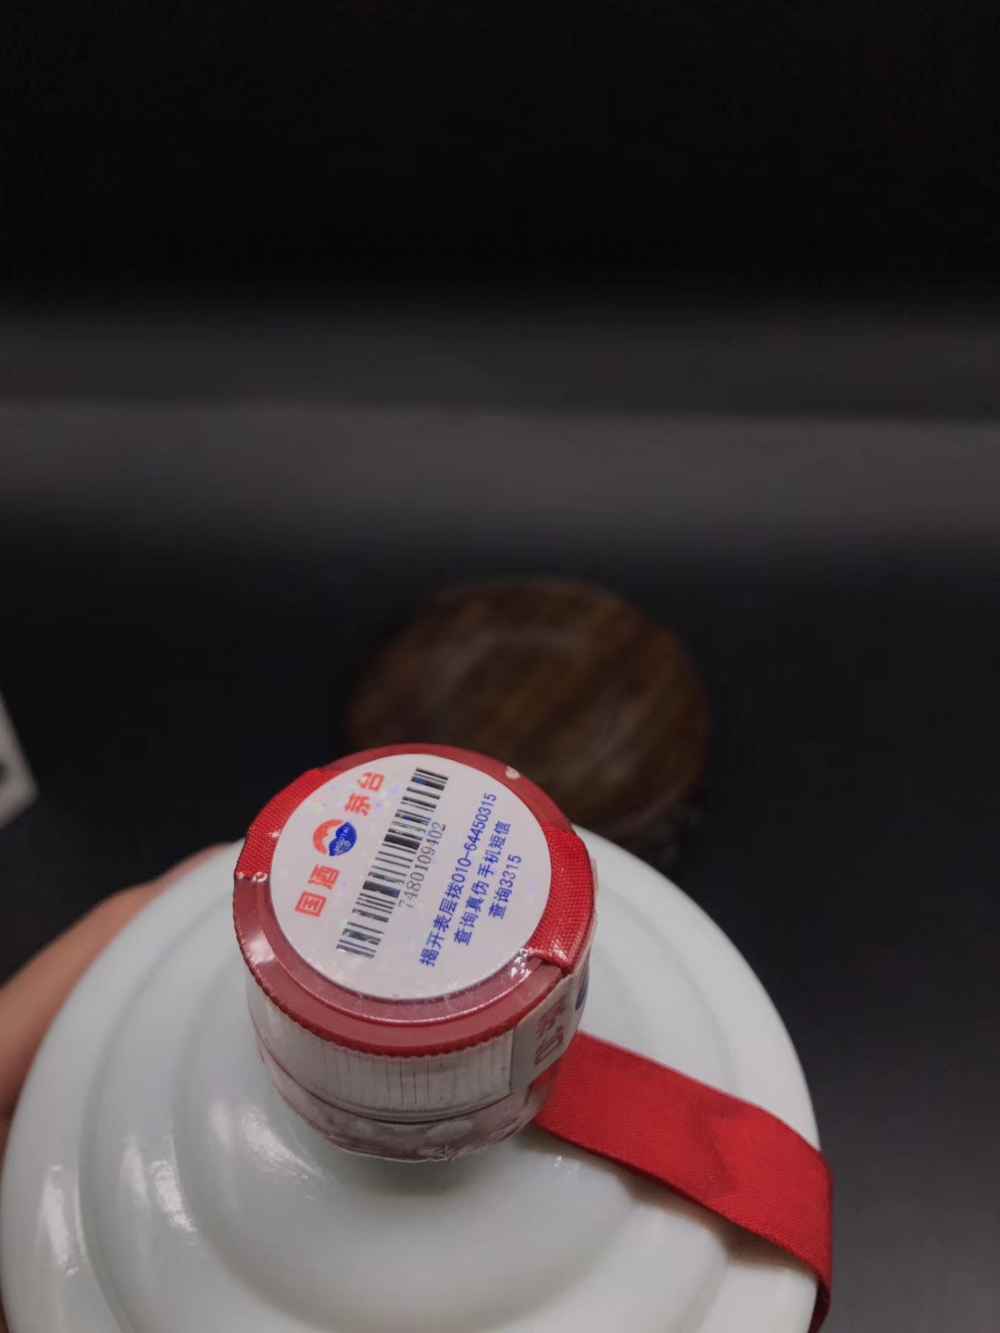 国酒 茅台
7480109402
揭开表层拨010-64450315
查询真伪 手机短信
查询3315